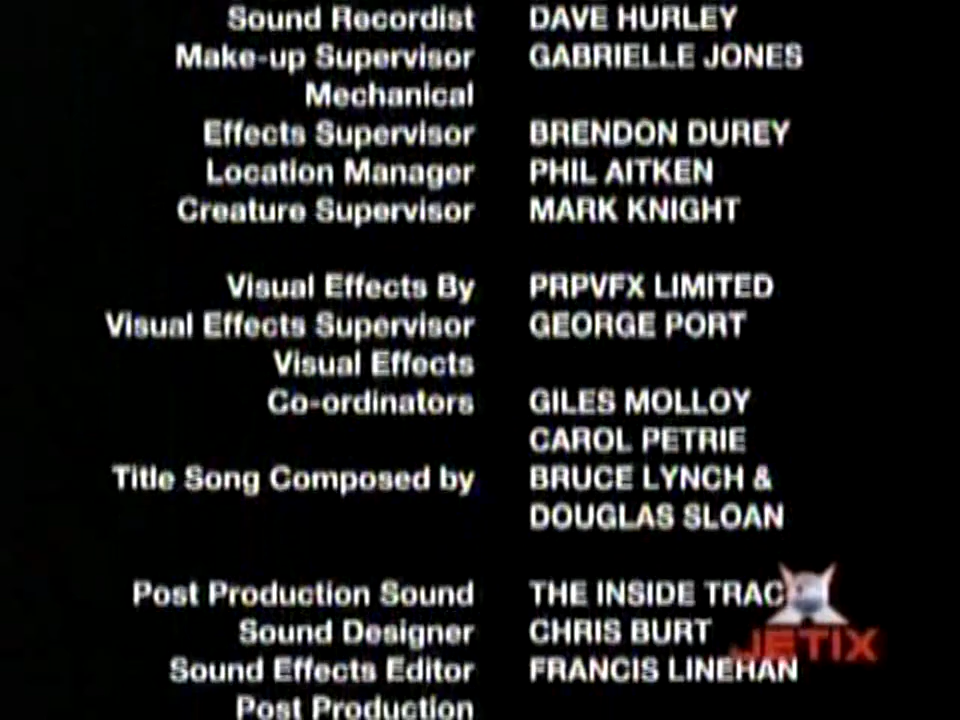 Sound Recordist DAVE HURLEY
Make-up Supervisor GABRIELLE JONES
Mechanical
Effects Supervisor BRENDON DUREY
Location Manager PHIL AITKEN
Creature Supervisor MARK KNIGHT
Visual Effects By PRPVFX LIMITED
Visual Effects Supervisor GEORGE PORT
Visual Effects
Co-ordinators GILES MOLLOY
CAROL PETRIE
Title Song Composed by BRUCE LYNCH &
DOUGLAS SLOAN
Post Production Sound THE INSIDE TRAC
Sound Designer CHRIS BURT
JETIX
Sound Effects Editor FRANCIS LINEHAN
Post Production